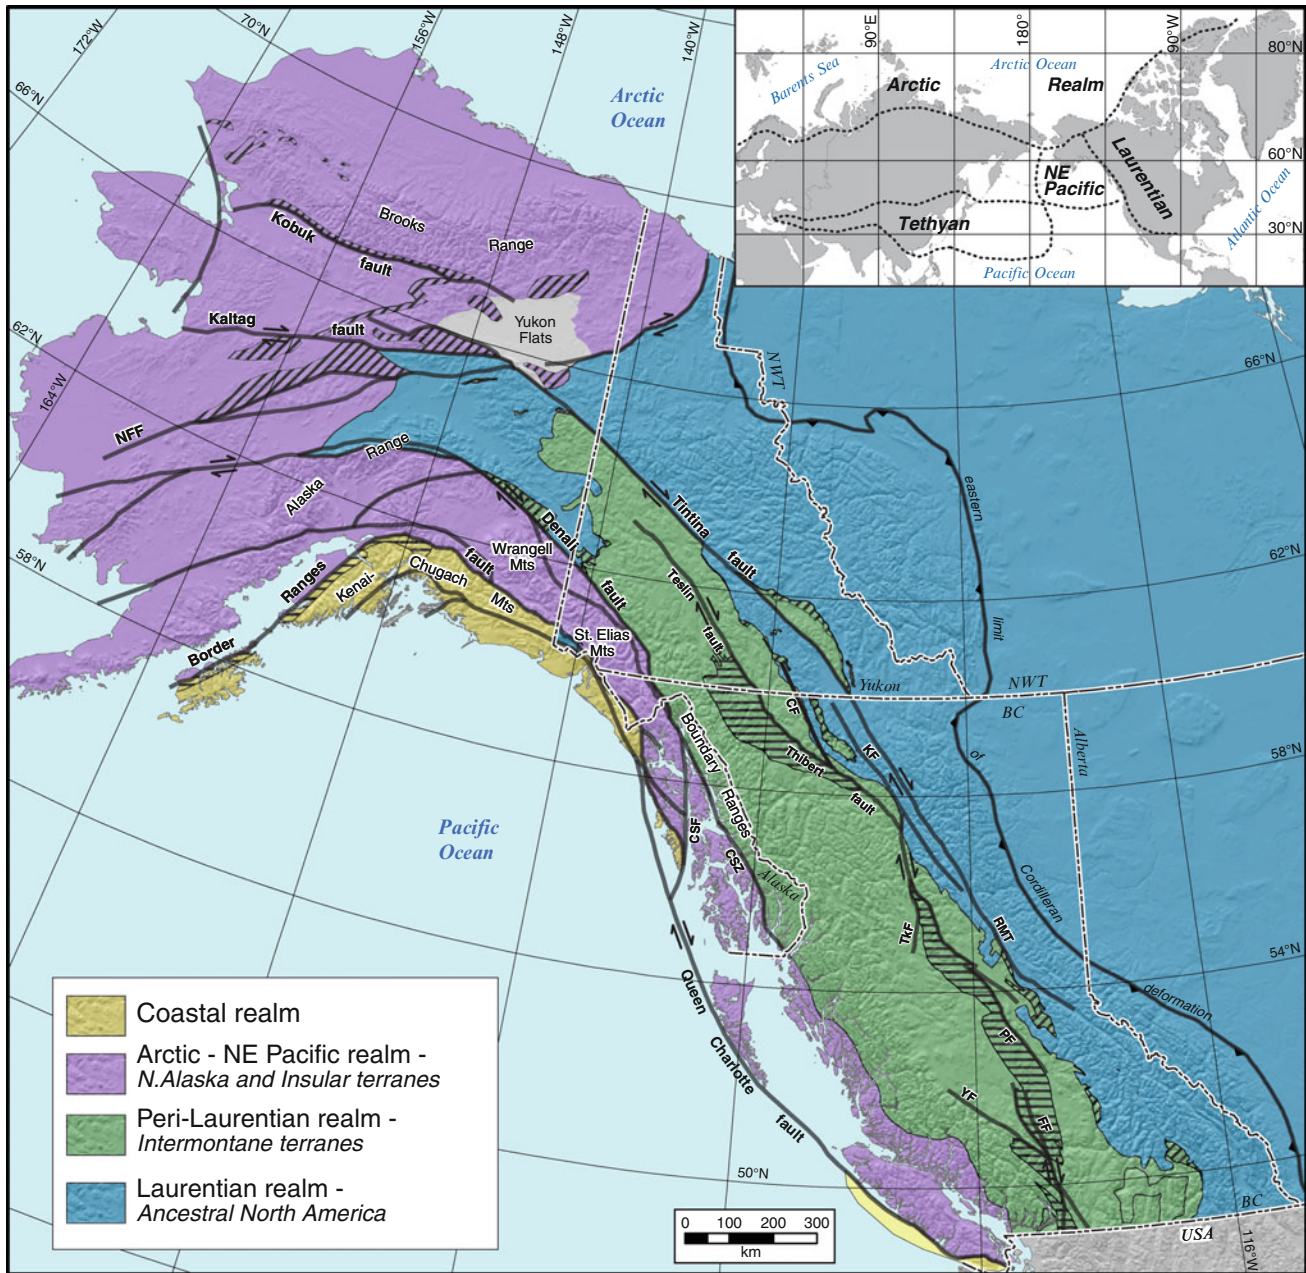 172°W
70°N
156°W
148°W
140°W
66°N
62°N
164°W
58°N
Arctic
Ocean
90°E
180°
90°W
80°N
60°N
30°N
Barents Sea
Arctic Ocean
Arctic
Realm
NE
Pacific
Laurentian
Tethyan
Pacific Ocean
Atlantic Ocean
Brooks
Range
Kobuk
fault
Kaltag
fault
Yukon
Flats
NFF
Alaska
Range
Denali
fault
Wrangell
Mts
St. Elias
Mts
Border
Ranges
fault
Kenai-
Chugach
Mts
Tintina
fault
Teslin
fault
NWT
66°N
eastern
limit
of
Cordilleran
deformation
62°N
Yukon
NWT
BC
Alberta
58°N
CF
KF
Thibert
fault
Boundary
Ranges
CSF
CSZ
Alaska
TkF
RMT
54°N
PF
YF
FF
Pacific
Ocean
Queen
Charlotte
fault
50°N
BC
USA
116°W
Coastal realm
Arctic - NE Pacific realm -
N.Alaska and Insular terranes
Peri-Laurentian realm -
Intermontane terranes
Laurentian realm -
Ancestral North America
0 100 200 300
km